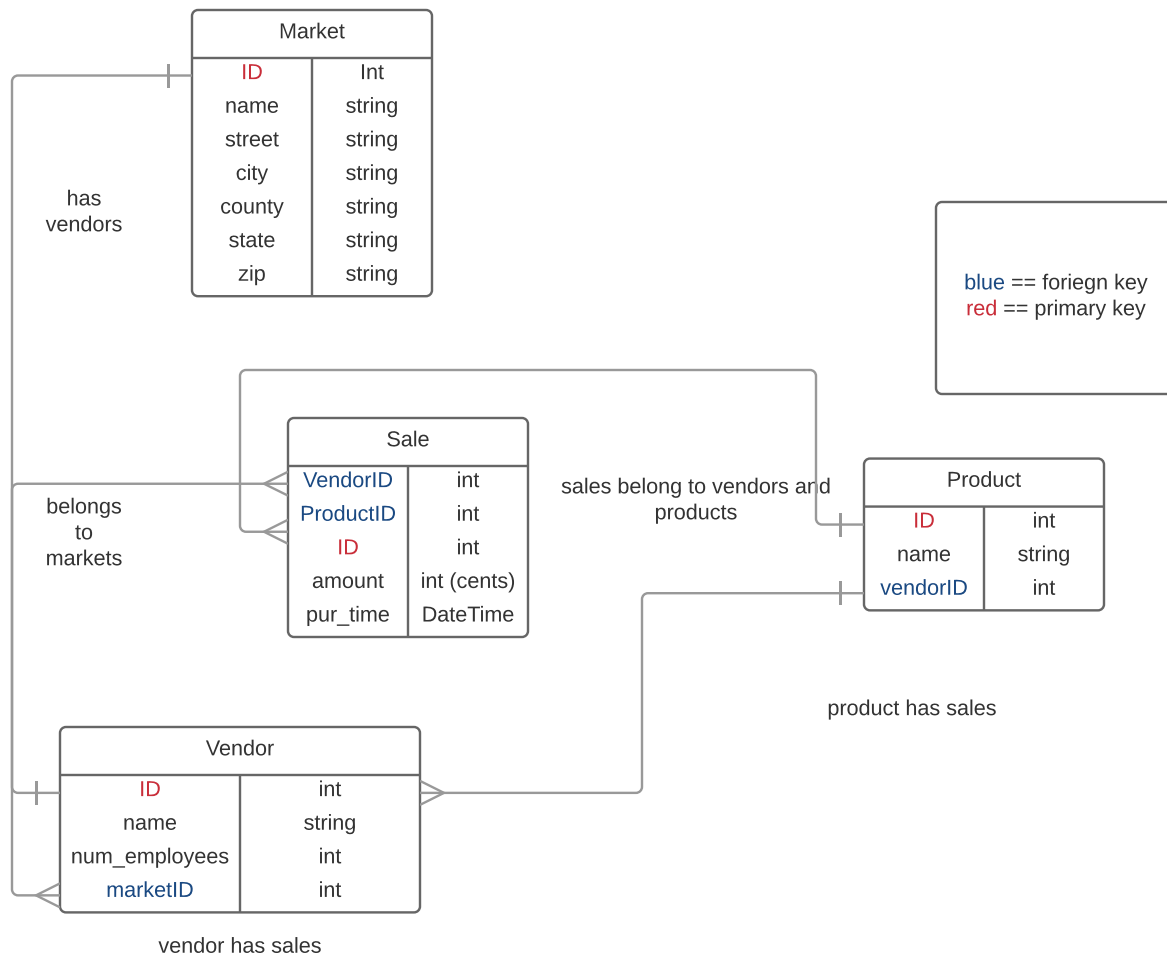 Market
ID Int
name string
street string
city string
county string
state string
zip string
has
vendors
blue == foriegn key
red == primary key
Sale
VendorID int
ProductID int
ID int
amount int (cents)
pur_time DateTime
belongs
to
markets
sales belong to vendors and
products
Product
ID int
name string
vendorID int
product has sales
Vendor
ID int
name string
num_employees int
marketID int
vendor has sales